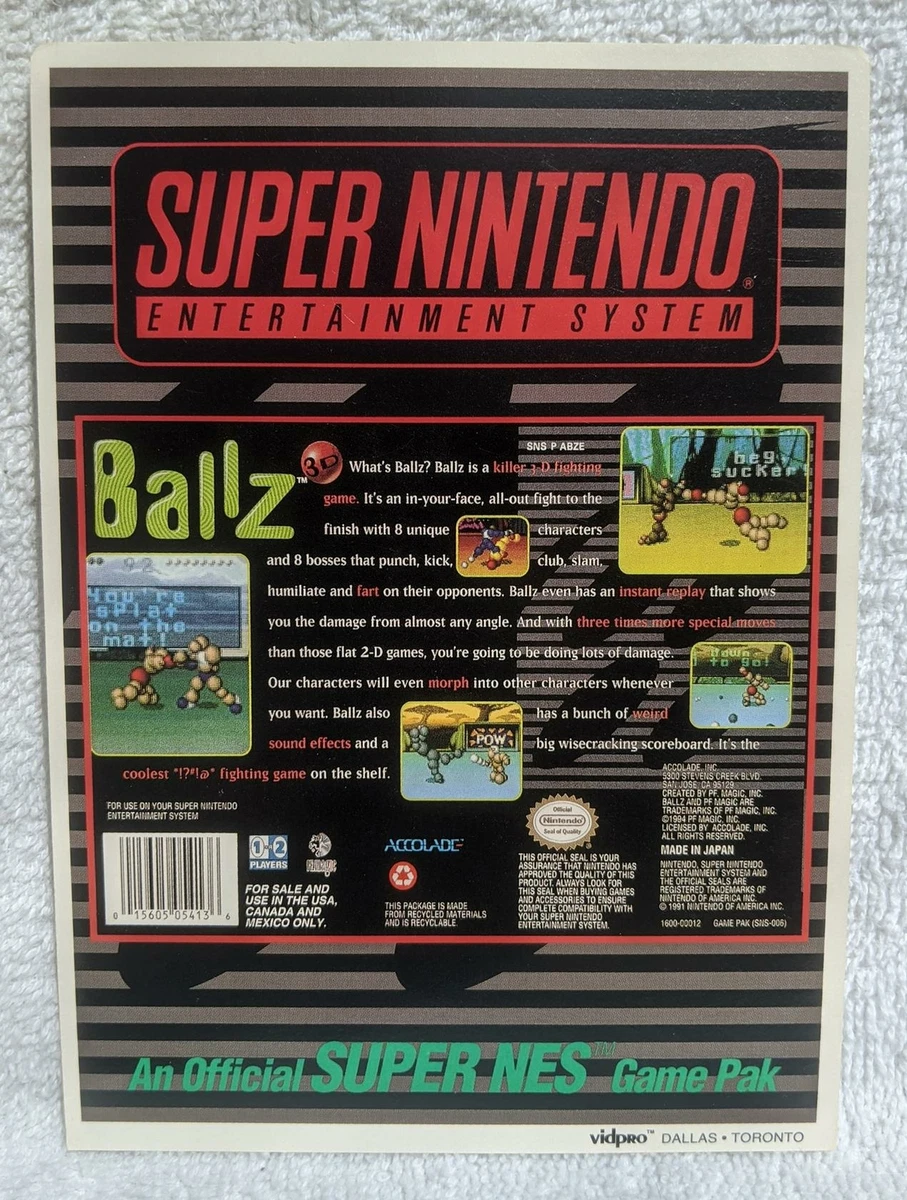 SUPER NINTENDO®
ENTERTAINMENT SYSTEM
Ballz™
3-D
SNS P ABZE
What's Ballz? Ballz is a killer 3-D fighting
game. It's an in-your-face, all-out fight to the
finish with 8 unique characters
and 8 bosses that punch, kick, club, slam,
humiliate and fart on their opponents. Ballz even has an instant replay that shows
you the damage from almost any angle. And with three times more special moves
than those flat 2-D games, you're going to be doing lots of damage.
Our characters will even morph into other characters whenever
you want. Ballz also has a bunch of weird
sound effects and a big wisecracking scoreboard. It's the
coolest "!?*!@" fighting game on the shelf.
beg
sucker!
92
You're
splat
on the
mat!
Down
to go!
POW
FOR USE ON YOUR SUPER NINTENDO
ENTERTAINMENT SYSTEM
0 15605 05413 6
1-2
PLAYERS
FOR SALE AND
USE IN THE USA,
CANADA AND
MEXICO ONLY.
ACCOLADE™
THIS PACKAGE IS MADE
FROM RECYCLED MATERIALS
AND IS RECYCLABLE.
Official
Nintendo
Seal of Quality
THIS OFFICIAL SEAL IS YOUR
ASSURANCE THAT NINTENDO HAS
APPROVED THE QUALITY OF THIS
PRODUCT. ALWAYS LOOK FOR
THIS SEAL WHEN BUYING GAMES
AND ACCESSORIES TO ENSURE
COMPLETE COMPATIBILITY WITH
YOUR SUPER NINTENDO
ENTERTAINMENT SYSTEM.
ACCOLADE, INC.
5300 STEVENS CREEK BLVD.
SAN JOSE, CA 95129
CREATED BY PF. MAGIC, INC.
BALLZ AND PF MAGIC ARE
TRADEMARKS OF PF MAGIC, INC.
©1994 PF MAGIC, INC.
LICENSED BY ACCOLADE, INC.
ALL RIGHTS RESERVED.
MADE IN JAPAN
NINTENDO, SUPER NINTENDO
ENTERTAINMENT SYSTEM AND
THE OFFICIAL SEALS ARE
REGISTERED TRADEMARKS OF
NINTENDO OF AMERICA INC.
© 1991 NINTENDO OF AMERICA INC.
1600-00012 GAME PAK (SNS-006)
An Official SUPER NES™ Game Pak
vidpro™ DALLAS • TORONTO